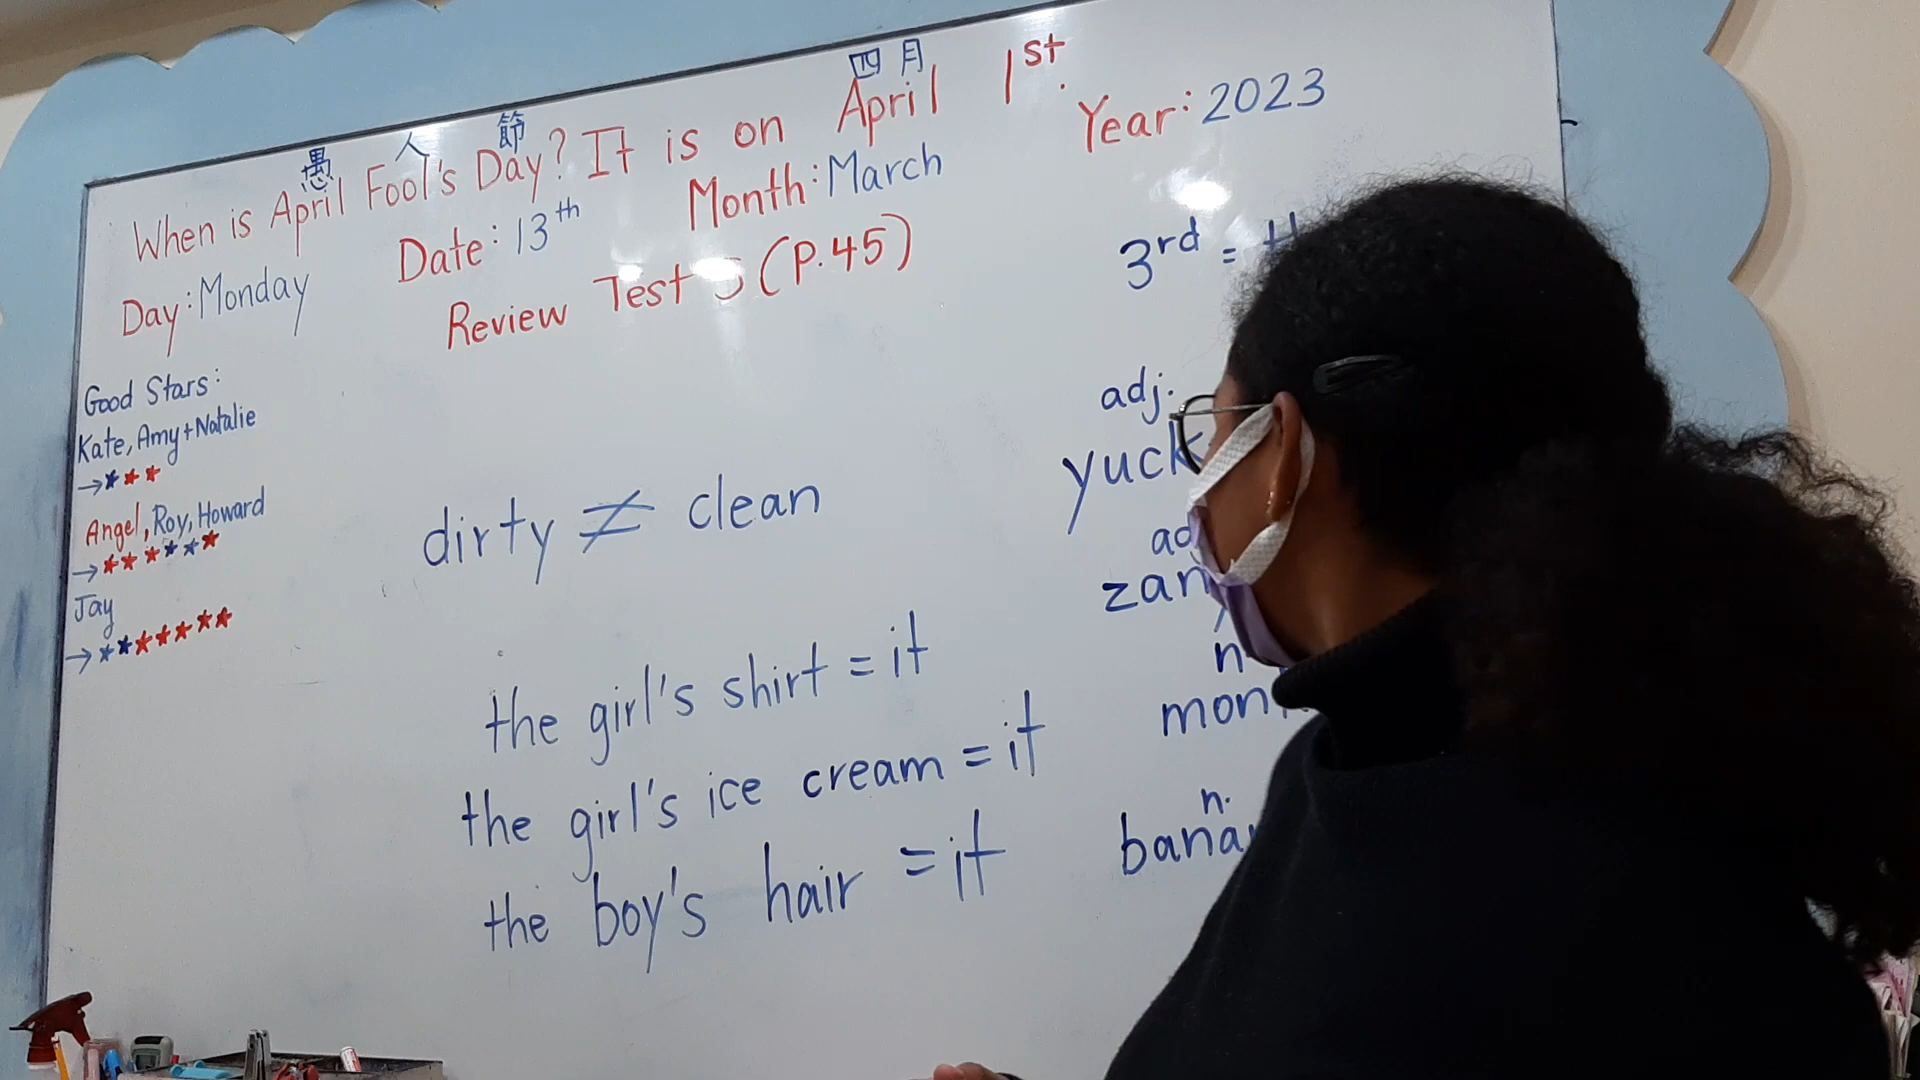 四月
愚人節
When is April Fool's Day? It is on April 1st.
Day: Monday Date: 13th Month: March Year: 2023
Review Test 5 (P.45)
3rd =
Good Stars:
Kate, Amy + Natalie
→ ★★★
Angel, Roy, Howard
→ ★★★★★★
Jay
→ ★★★★★★★
dirty ≠ clean
the girl's shirt = it
the girl's ice cream = it
the boy's hair = it
adj.
n.
n.